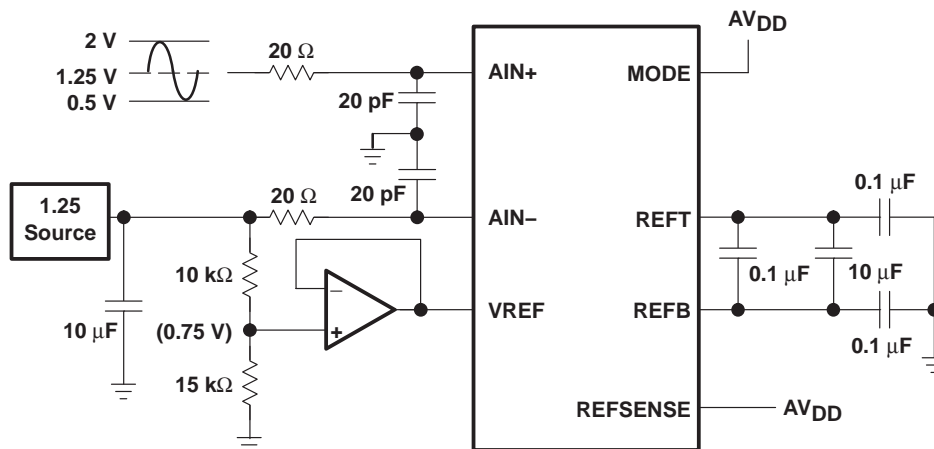 2 V
1.25 V
0.5 V
20 Ω
20 pF
AIN+
MODE
AVDD
1.25
Source
20 Ω
20 pF
AIN−
REFT
0.1 µF
0.1 µF
10 µF
10 kΩ
10 µF
(0.75 V)
−
+
VREF
REFB
0.1 µF
15 kΩ
REFSENSE
AVDD